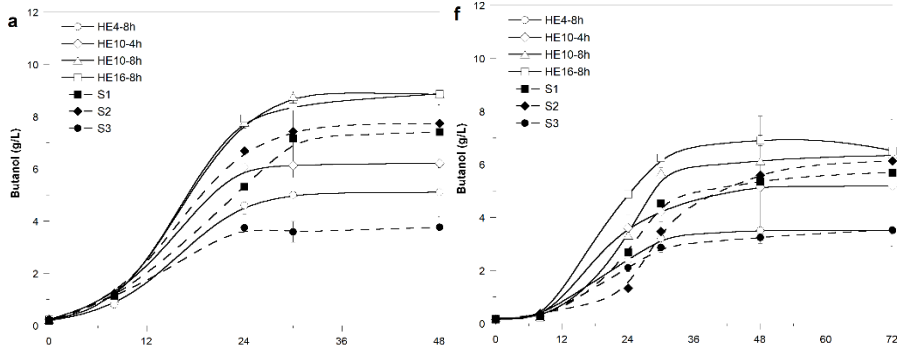 a
12
10
8
6
4
2
0
Butanol (g/L)
HE4-8h
HE10-4h
HE10-8h
HE16-8h
S1
S2
S3
0
12
24
36
48
f
12
10
8
6
4
2
0
Butanol (g/L)
HE4-8h
HE10-4h
HE10-8h
HE16-8h
S1
S2
S3
0
12
24
36
48
60
72